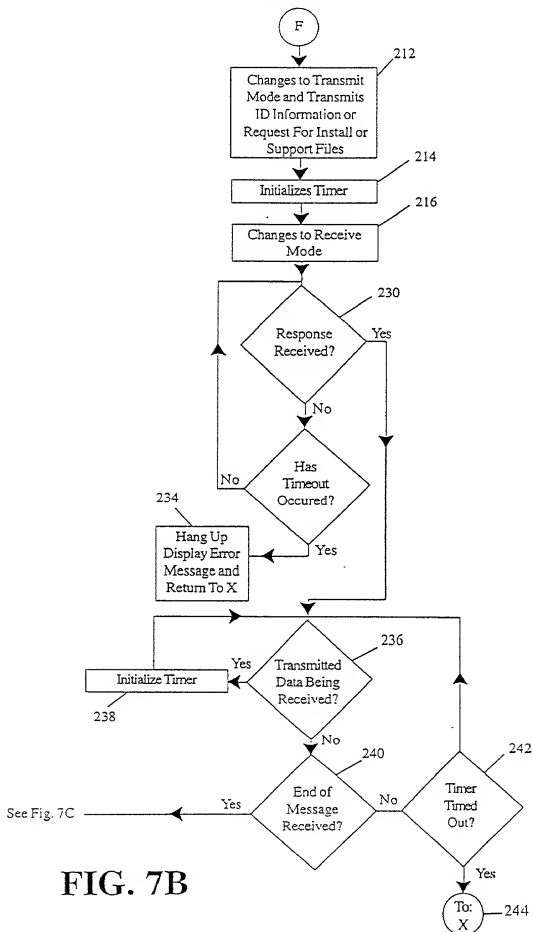 F
212
Changes to Transmit
Mode and Transmits
ID Information or
Request For Install or
Support Files
214
Initializes Timer
216
Changes to Receive
Mode
230
Response
Received?
Yes
No
Has
Timeout
Occured?
No
Yes
234
Hang Up
Display Error
Message and
Return To X
236
Transmitted
Data Being
Received?
Yes
Initialize Timer
238
No
240
End of
Message
Received?
Yes
See Fig. 7C
No
242
Timer
Timed
Out?
Yes
To:
X
244
FIG. 7B